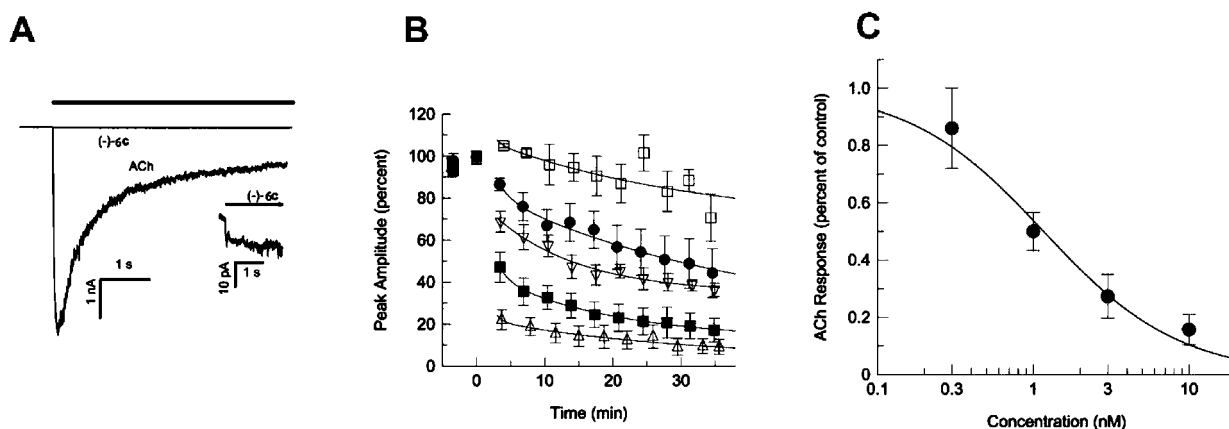 A
(-)-6c
ACh
1 s
1 nA
(-)-6c
10 pA
1 s
B
Peak Amplitude (percent)
120
100
80
60
40
20
0
0
10
20
30
Time (min)
C
ACh Response (percent of control)
1.0
0.8
0.6
0.4
0.2
0
0.1
0.3
1
3
10
Concentration (nM)